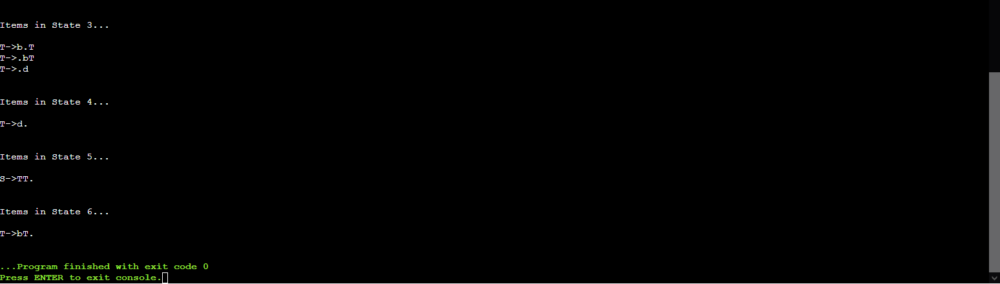 Items in State 3...
T->b.T
T->.bT
T->.d
Items in State 4...
T->d.
Items in State 5...
S->TT.
Items in State 6...
T->bT.
...Program finished with exit code 0
Press ENTER to exit console.